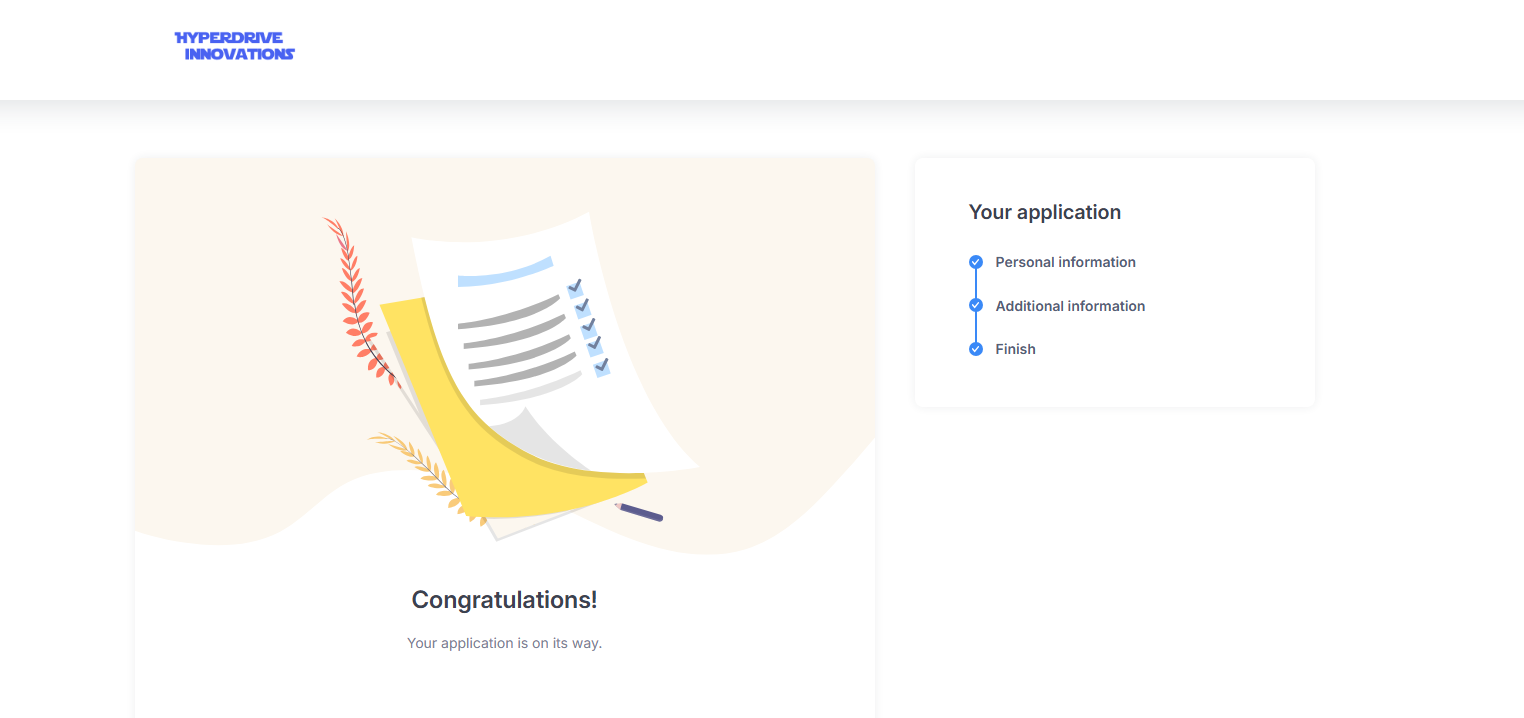 HYPERDRIVE
INNOVATIONS
Your application
Personal information
Additional information
Finish
Congratulations!
Your application is on its way.